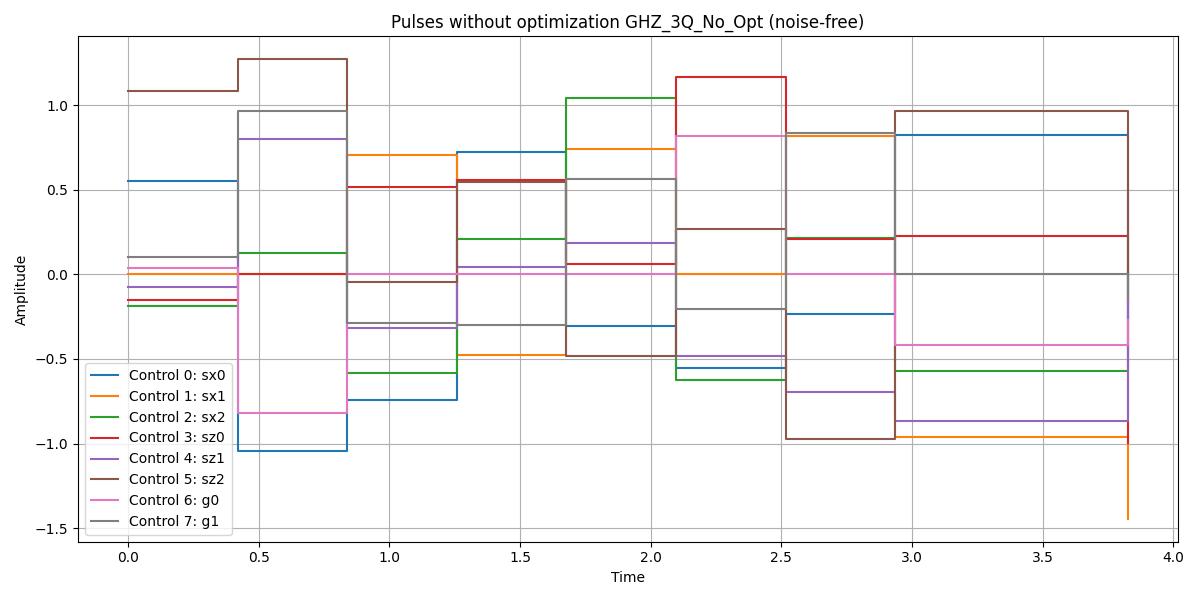 Pulses without optimization GHZ_3Q_No_Opt (noise-free)
Amplitude
1.0
0.5
0.0
−0.5
−1.0
−1.5
Control 0: sx0
Control 1: sx1
Control 2: sx2
Control 3: sz0
Control 4: sz1
Control 5: sz2
Control 6: g0
Control 7: g1
0.0 0.5 1.0 1.5 2.0 2.5 3.0 3.5 4.0
Time